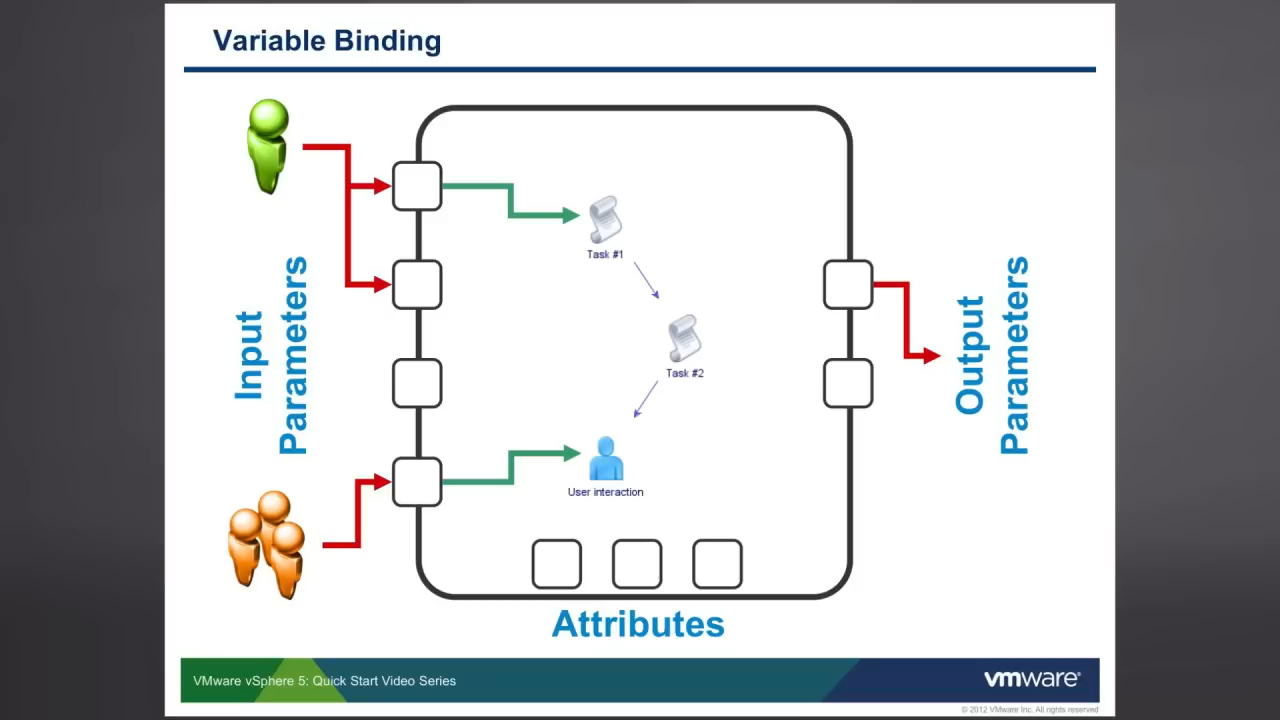 Variable Binding
Input
Parameters
Task #1
Task #2
User interaction
Output
Parameters
Attributes
VMware vSphere 5: Quick Start Video Series
vmware®
© 2012 VMware Inc. All rights reserved